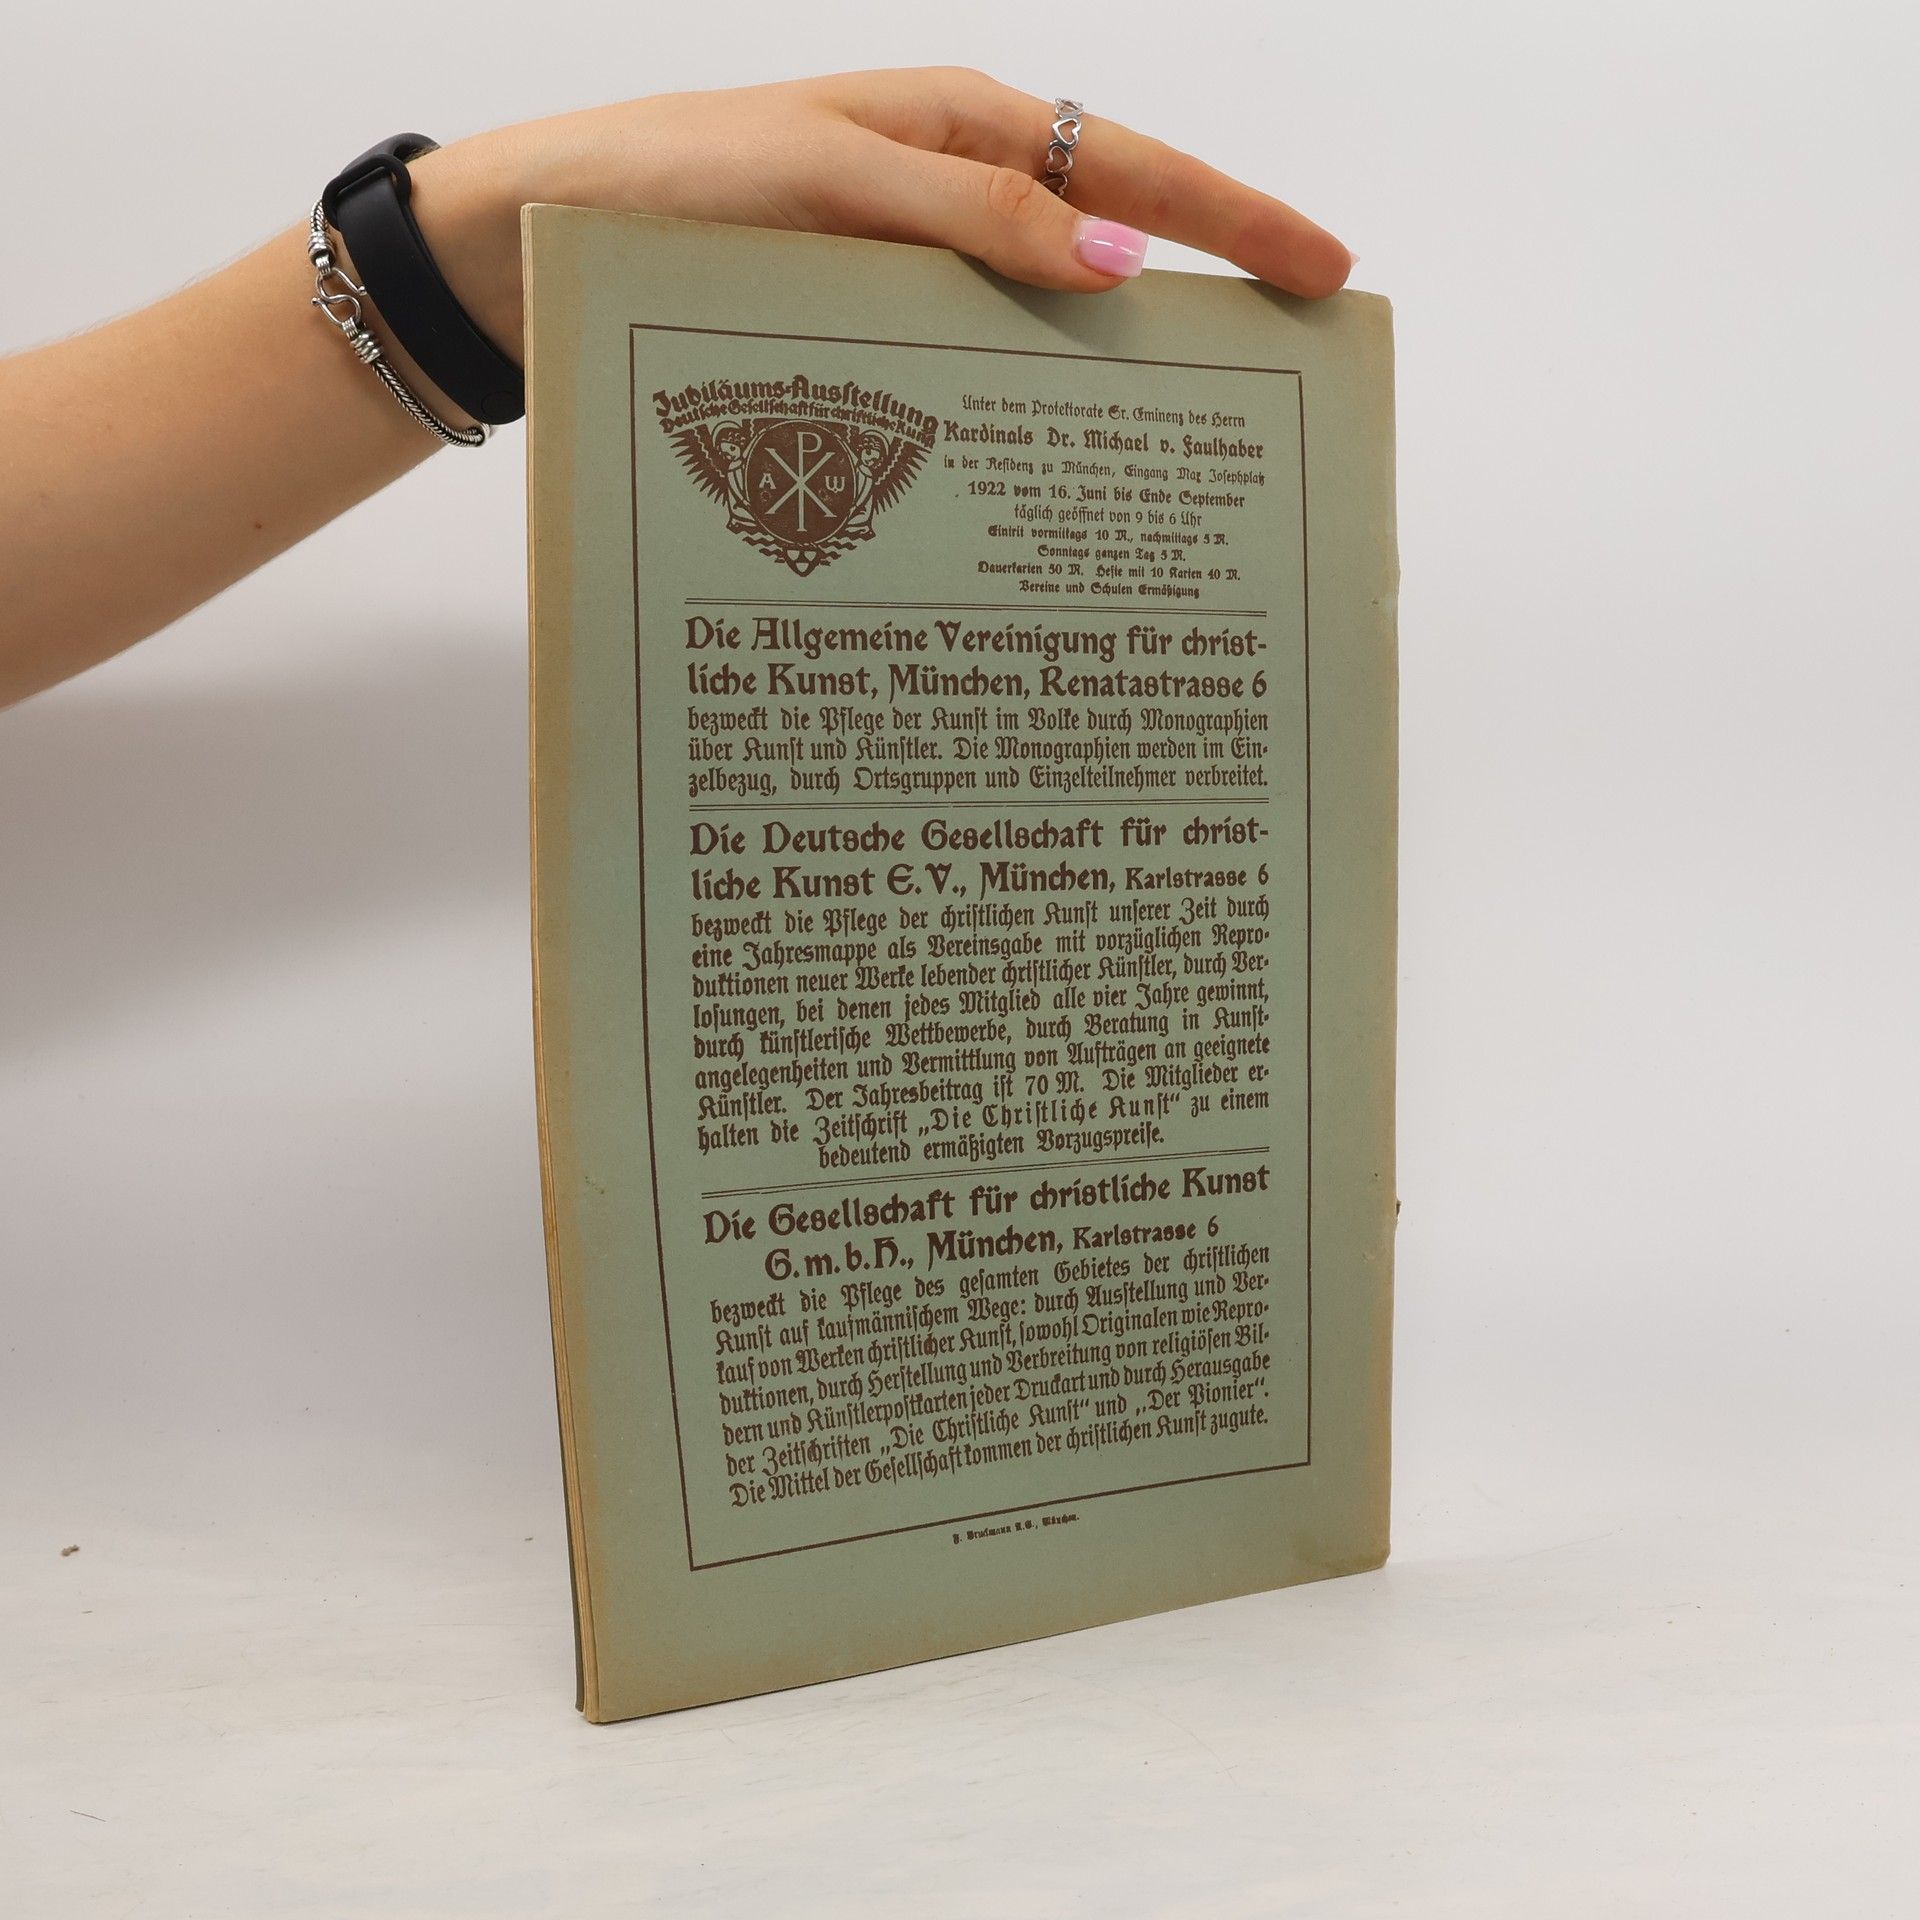 Jubiläums-Ausstellung
Deutsche Gesellschaft für christliche Kunst
P
A W
Unter dem Protektorate Sr. Eminenz des Herrn
Kardinals Dr. Michael v. Faulhaber
in der Residenz zu München, Eingang Max Josephplatz
1922 vom 16. Juni bis Ende September
täglich geöffnet von 9 bis 6 Uhr
Eintritt vormittags 10 M., nachmittags 5 M.
Sonntags ganzen Tag 5 M.
Dauerkarten 50 M. Hefte mit 10 Karten 40 M.
Vereine und Schulen Ermäßigung
Die Allgemeine Vereinigung für christ-
liche Kunst, München, Renatastrasse 6
bezweckt die Pflege der Kunst im Volke durch Monographien
über Kunst und Künstler. Die Monographien werden im Ein-
zelbezug, durch Ortsgruppen und Einzelteilnehmer verbreitet.
Die Deutsche Gesellschaft für christ-
liche Kunst E. V., München, Karlstrasse 6
bezweckt die Pflege der christlichen Kunst unserer Zeit durch
eine Jahresmappe als Vereinsgabe mit vorzüglichen Repro-
duktionen neuer Werke lebender christlicher Künstler, durch Ver-
losungen, bei denen jedes Mitglied alle vier Jahre gewinnt,
durch künstlerische Wettbewerbe, durch Beratung in Kunst-
angelegenheiten und Vermittlung von Aufträgen an geeignete
Künstler. Der Jahresbeitrag ist 70 M. Die Mitglieder er-
halten die Zeitschrift „Die Christliche Kunst“ zu einem
bedeutend ermäßigten Vorzugspreise.
Die Gesellschaft für christliche Kunst
G. m. b. H., München, Karlstrasse 6
bezweckt die Pflege des gesamten Gebietes der christlichen
Kunst auf kaufmännischem Wege: durch Ausstellung und Ver-
kauf von Werken christlicher Kunst, sowohl Originalen wie Repro-
duktionen, durch Herstellung und Verbreitung von religiösen Bil-
dern und Künstlerpostkarten jeder Druckart und durch Herausgabe
der Zeitschriften „Die Christliche Kunst“ und „Der Pionier“.
Die Mittel der Gesellschaft kommen der christlichen Kunst zugute.
F. Bruckmann A.G., München.